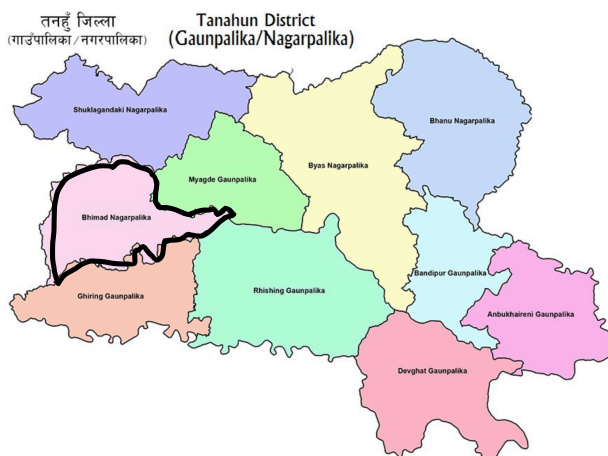 तनहुँ जिल्ला
(गाउँपालिका/नगरपालिका)
Tanahun District
(Gaunpalika/Nagarpalika)
Shuklagandaki Nagarpalika
Bhanu Nagarpalika
Byas Nagarpalika
Myagde Gaunpalika
Bhimad Nagarpalika
Bandipur Gaunpalika
Rhishing Gaunpalika
Ghiring Gaunpalika
Anbukhaireni Gaunpalika
Devghat Gaunpalika